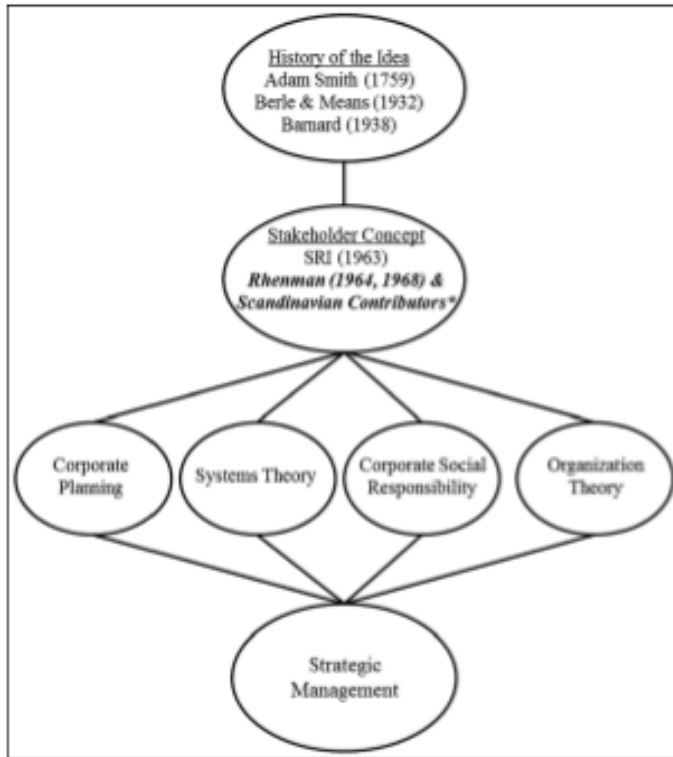 History of the Idea
Adam Smith (1759)
Berle & Means (1932)
Barnard (1938)
Stakeholder Concept
SRI (1963)
Rhenman (1964, 1968) &
Scandinavian Contributors*
Corporate
Planning
Systems Theory
Corporate Social
Responsibility
Organization
Theory
Strategic
Management